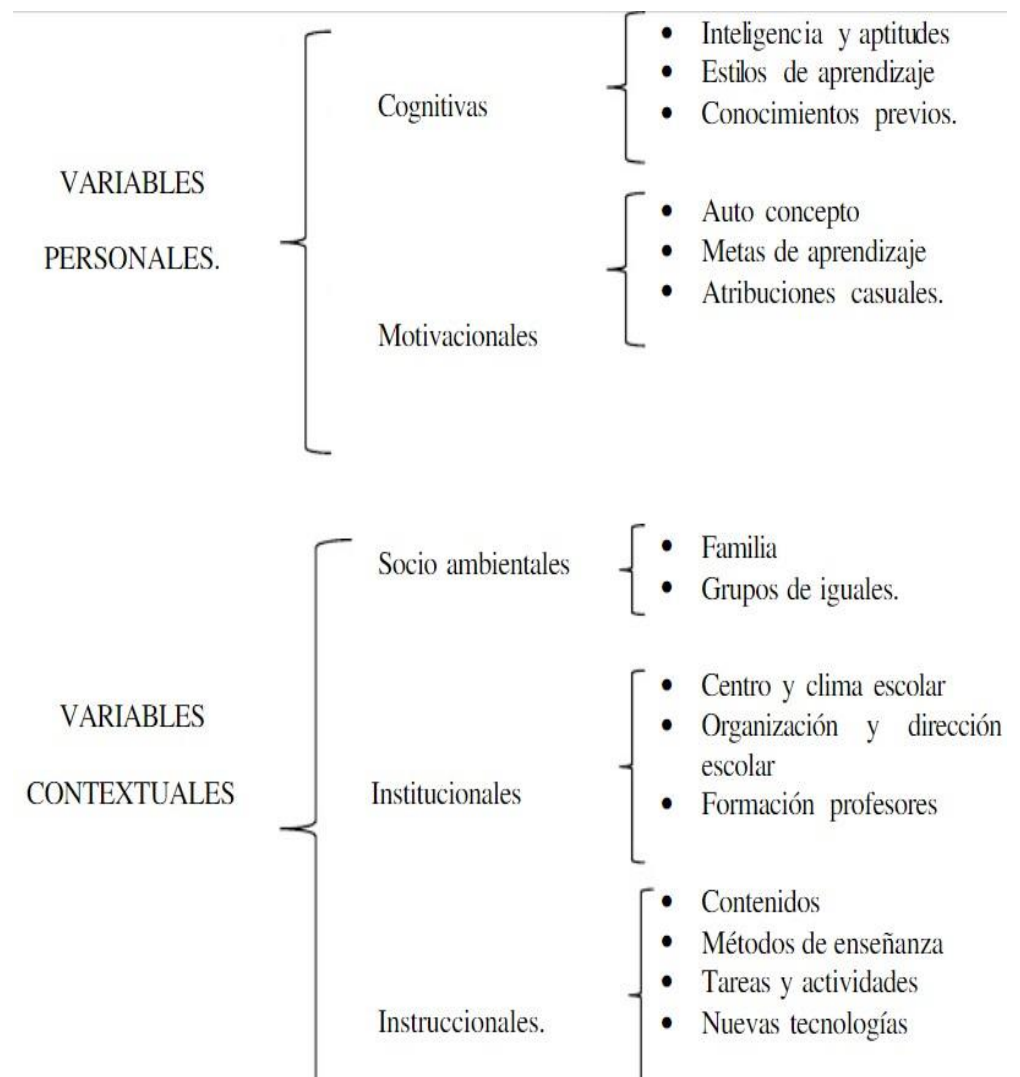 VARIABLES
PERSONALES.
Cognitivas
• Inteligencia y aptitudes
• Estilos de aprendizaje
• Conocimientos previos.
Motivacionales
• Auto concepto
• Metas de aprendizaje
• Atribuciones casuales.
VARIABLES
CONTEXTUALES
Socio ambientales
• Familia
• Grupos de iguales.
Institucionales
• Centro y clima escolar
• Organización y dirección
escolar
• Formación profesores
Instruccionales.
• Contenidos
• Métodos de enseñanza
• Tareas y actividades
• Nuevas tecnologías